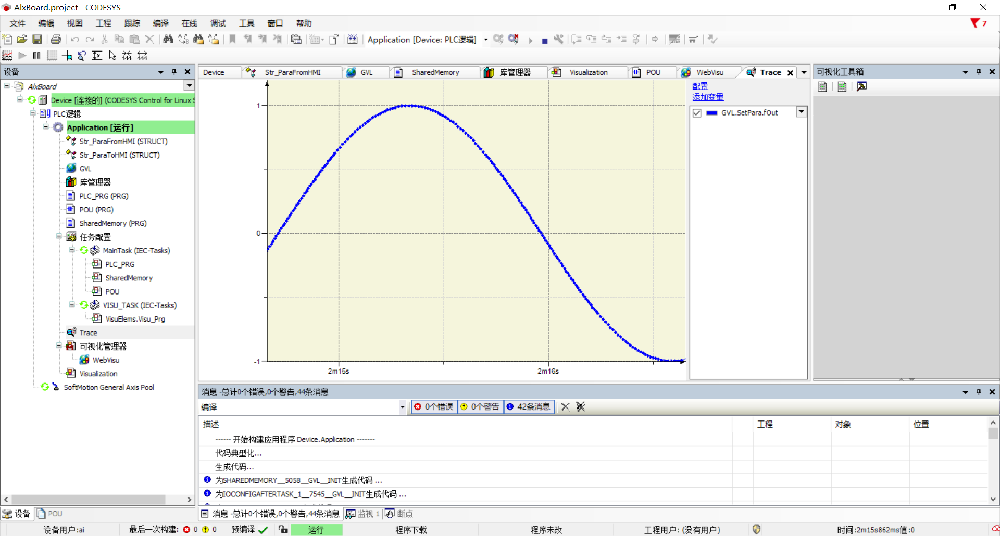 AlxBoard.project - CODESYS
文件 编辑 视图 工程 跟踪 编译 在线 调试 工具 窗口 帮助
7
Application [Device: PLC逻辑]
设备
AlxBoard
Device [连接的] (CODESYS Control for Linux S
PLC逻辑
Application [运行]
Str_ParaFromHMI (STRUCT)
Str_ParaToHMI (STRUCT)
GVL
库管理器
PLC_PRG (PRG)
POU (PRG)
SharedMemory (PRG)
任务配置
MainTask (IEC-Tasks)
PLC_PRG
SharedMemory
POU
VISU_TASK (IEC-Tasks)
VisuElems.Visu_Prg
Trace
可视化管理器
WebVisu
Visualization
SoftMotion General Axis Pool
设备 POU
Device Str_ParaFromHMI GVL SharedMemory 库管理器 Visualization POU WebVisu Trace
1
0
-1
2m15s 2m16s
配置
添加变量
GVL.SetPara.fOut
可视化工具箱
消息 -总计0个错误,0个警告,44条消息
编译 0个错误 0个警告 42条消息
描述 工程 对象 位置
------ 开始构建应用程序 Device.Application -------
代码典型化...
生成代码...
为SHAREDMEMORY__5058__GVL__INIT生成代码 ...
为IOCONFIGAFTERTASK_1__7545__GVL__INIT生成代码 ...
消息 -总计0个错误,0个警告,44条消息 监视 1 断点
设备用户:ai 最后一次构建: 0 0 预编译 运行 程序下载 程序未改 工程用户: (没有用户) 时间:2m15s862ms值:0